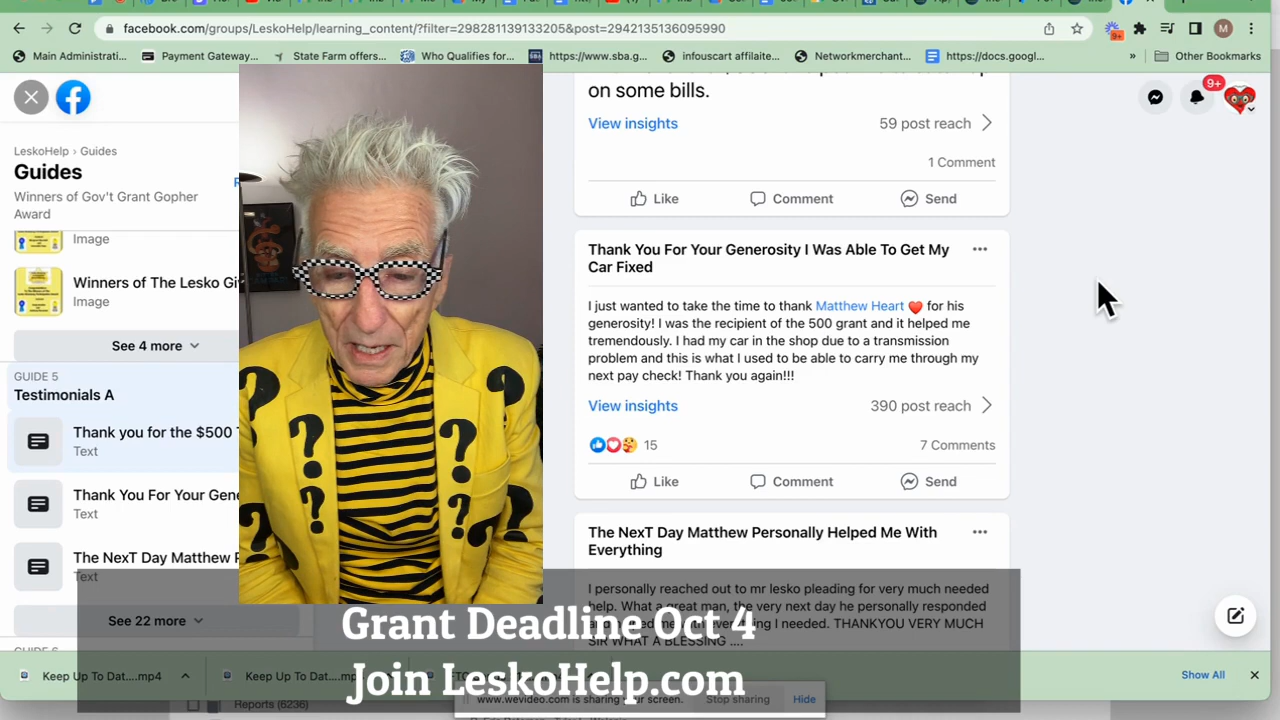 facebook.com/groups/LeskoHelp/learning_content/?filter=298281139133205&post=2942135136095990
9+
M
Main Administrati...
Payment Gateway...
State Farm offers...
Who Qualifies for...
https://www.sba.g...
infouscart affilaite...
Networkmerchant...
https://docs.googl...
»
Other Bookmarks
LeskoHelp › Guides
Guides
Winners of Gov't Grant Gopher
Award
Image
Winners of The Lesko Gi
Image
See 4 more
GUIDE 5
Testimonials A
Thank you for the $500
Text
Thank You For Your Gene
Text
The NexT Day Matthew
Text
See 22 more
on some bills.
View insights
59 post reach
1 Comment
Like
Comment
Send
Thank You For Your Generosity I Was Able To Get My
Car Fixed
I just wanted to take the time to thank Matthew Heart ❤ for his
generosity! I was the recipient of the 500 grant and it helped me
tremendously. I had my car in the shop due to a transmission
problem and this is what I used to be able to carry me through my
next pay check! Thank you again!!!
View insights
390 post reach
15
7 Comments
Like
Comment
Send
The NexT Day Matthew Personally Helped Me With
Everything
I personally reached out to mr lesko pleading for very much needed
help. What a great man, the very next day he personally responded
everything I needed. THANKYOU VERY MUCH
SIR WHAT A BLESSING ....
9+
? ? ? ? ? ? ?
Grant Deadline Oct 4
Join LeskoHelp.com
Keep Up To Dat....mp4
Keep Up To Dat....mp
Show All
www.wevideo.com is sharing your screen.
Stop sharing
Hide
Reports (6236)